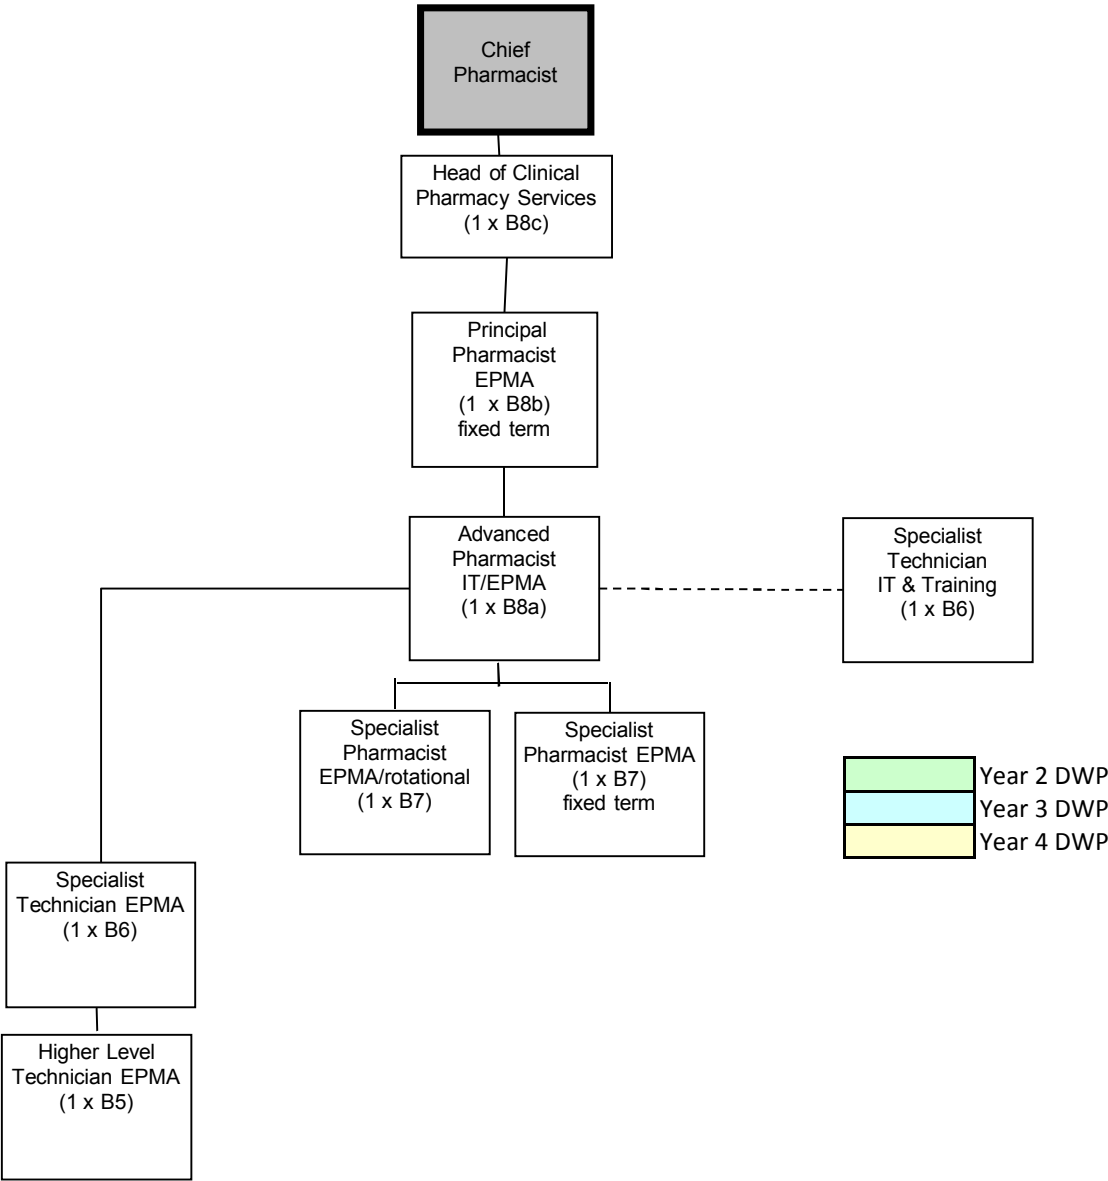 Chief
Pharmacist
Head of Clinical
Pharmacy Services
(1 x B8c)
Principal
Pharmacist
EPMA
(1 x B8b)
fixed term
Advanced
Pharmacist
IT/EPMA
(1 x B8a)
Specialist
Technician
IT & Training
(1 x B6)
Specialist
Pharmacist
EPMA/rotational
(1 x B7)
Specialist
Pharmacist EPMA
(1 x B7)
fixed term
Year 2 DWP
Year 3 DWP
Year 4 DWP
Specialist
Technician EPMA
(1 x B6)
Higher Level
Technician EPMA
(1 x B5)